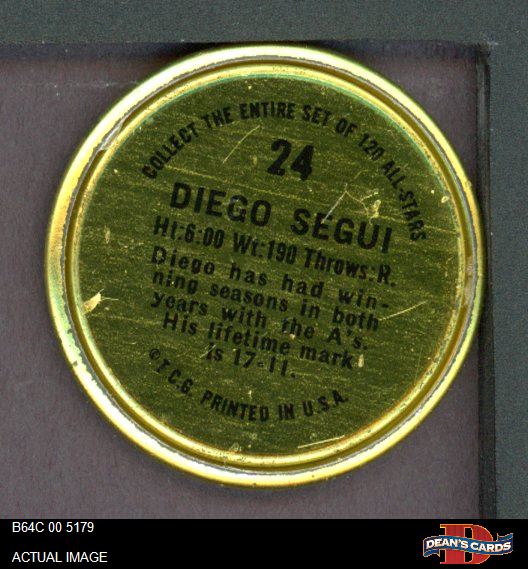 COLLECT THE ENTIRE SET OF 120 ALL-STARS
24
DIEGO SEGUI
Ht:6:00 Wt:190 Throws:R.
Diego has had win-
ning seasons in both
years with the A's.
His lifetime mark
is 17-11.
©T.C.G. PRINTED IN U.S.A.
B64C 00 5179
ACTUAL IMAGE
DEAN'S CARDS